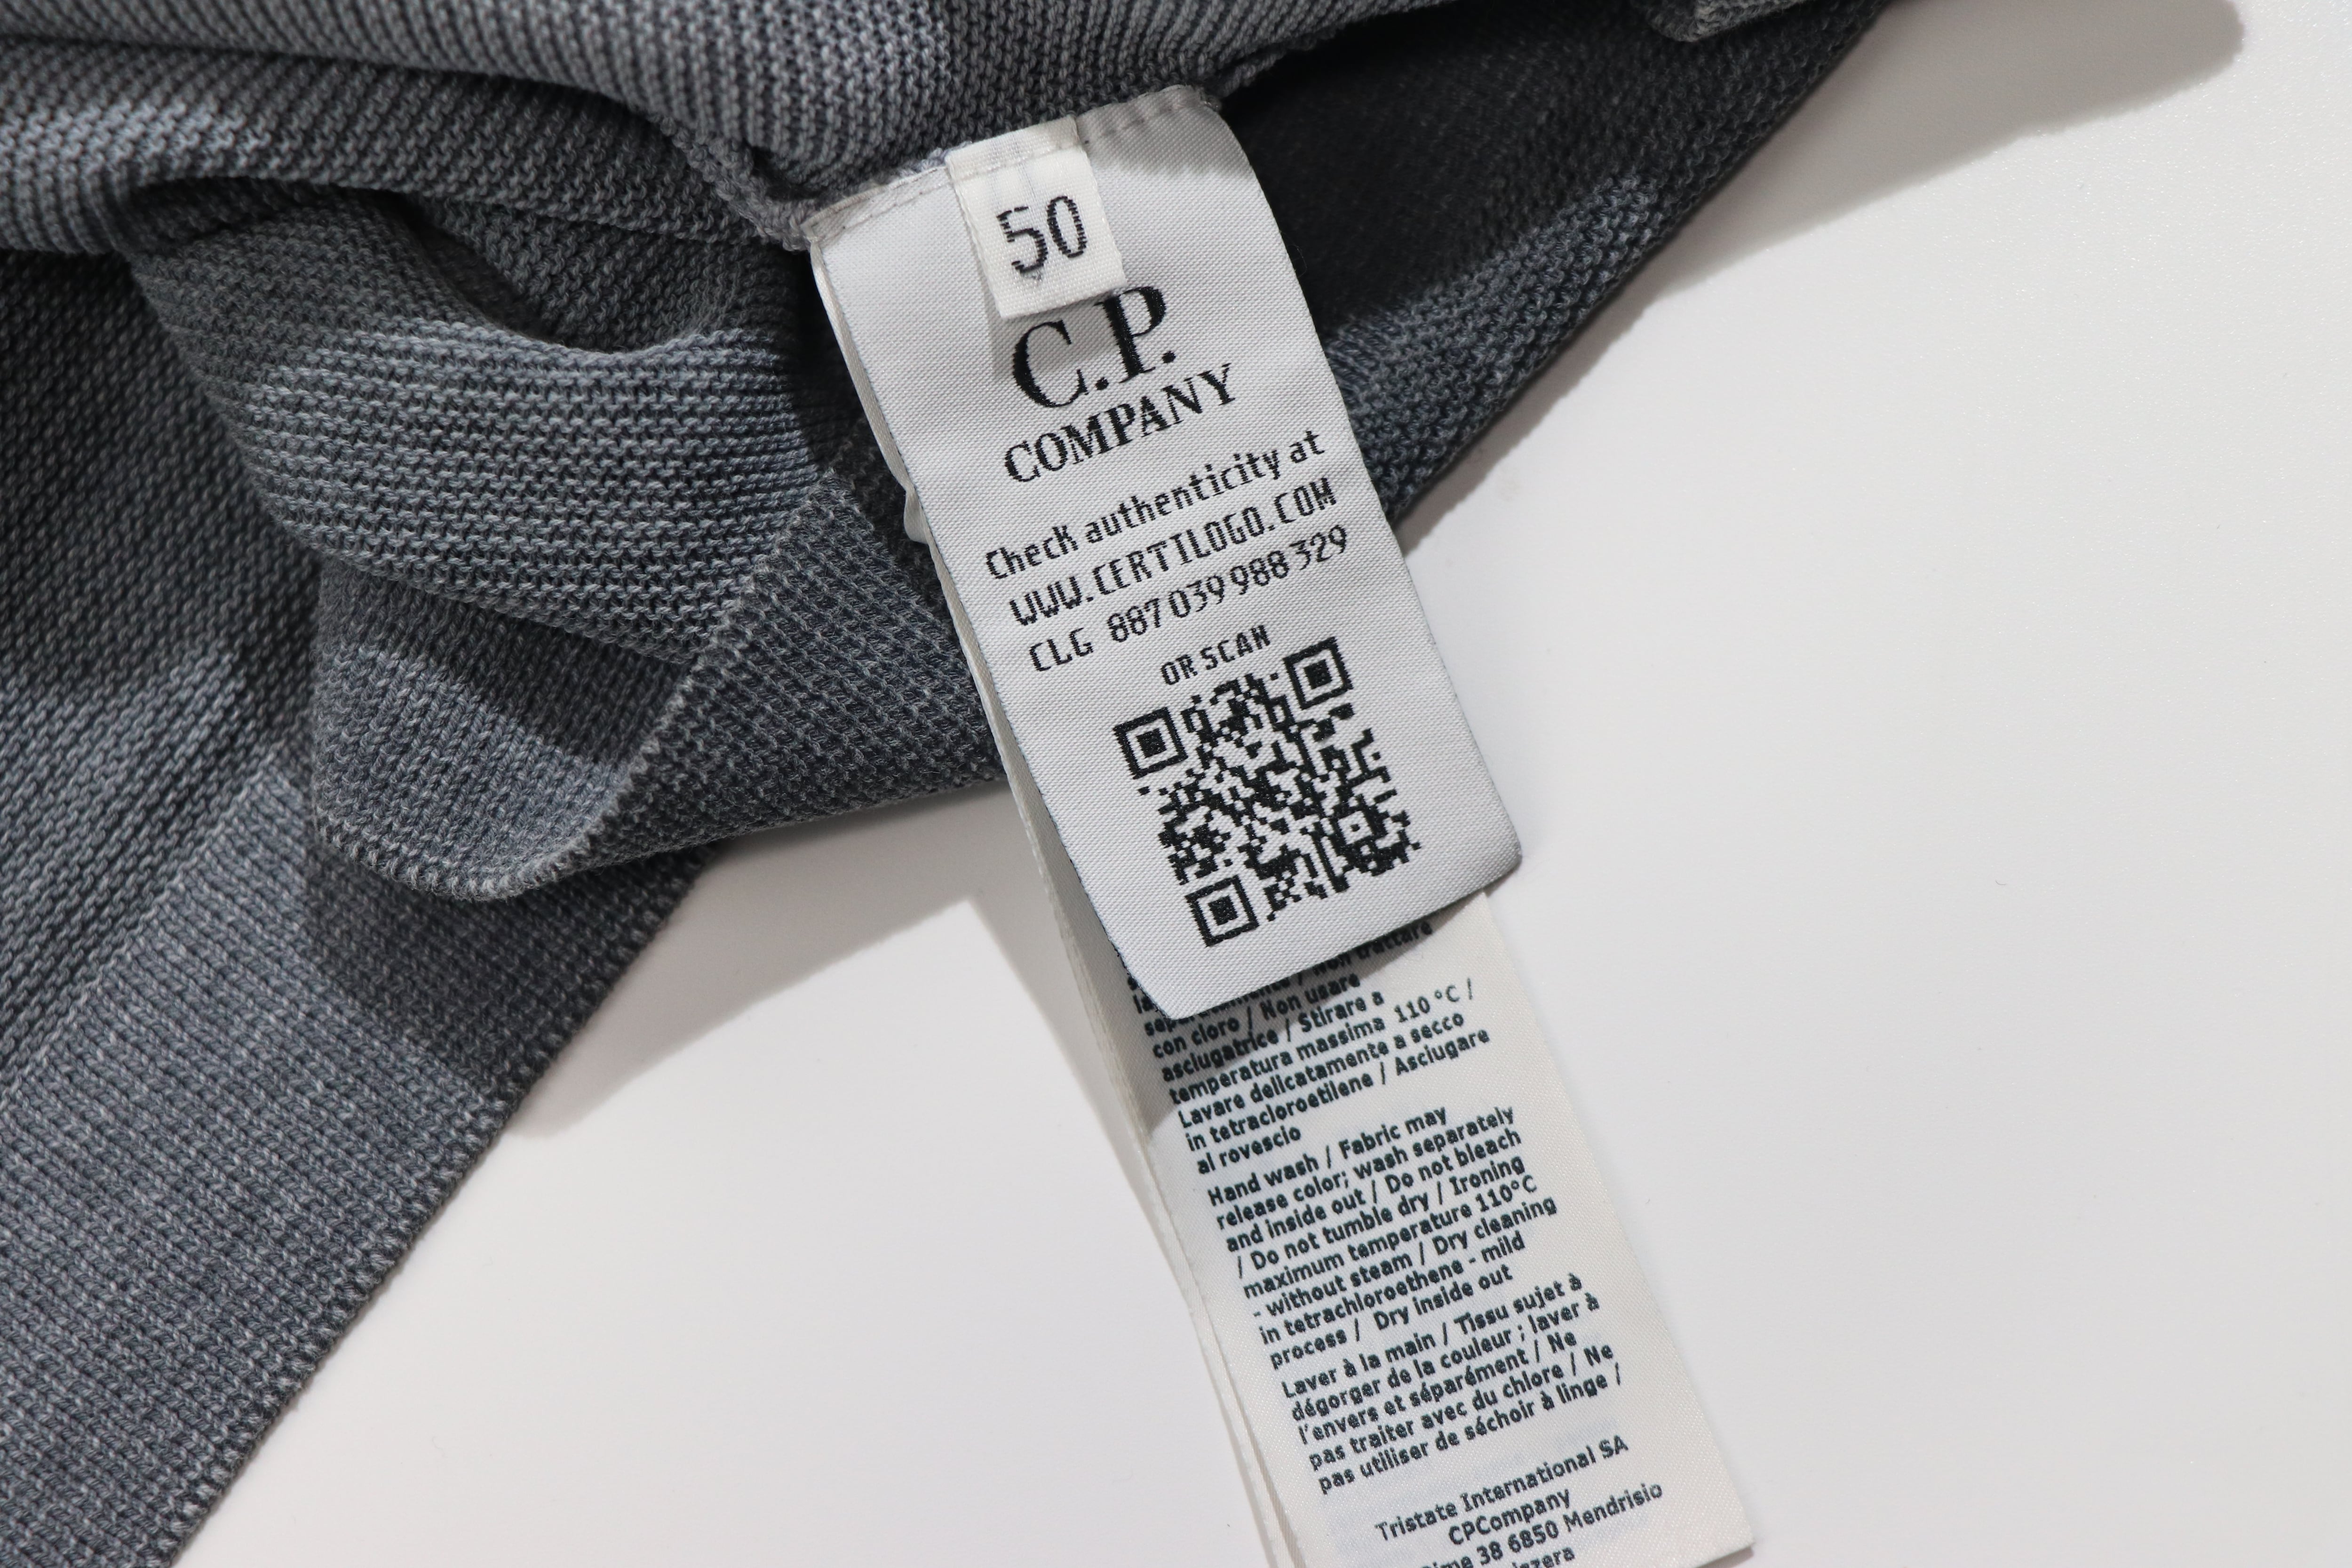 50
C.P.
COMPANY
Check authenticity at
WWW.CERTILOGO.COM
CLG 887 039 988 329
OR SCAN
con cloro / Non usare
asciugatrice / Stirare a
temperatura massima 110 °C /
Lavare delicatamente a secco
in tetracloroetilene / Asciugare
al rovescio
Hand wash / Fabric may
release color; wash separately
and inside out / Do not bleach
/ Do not tumble dry / Ironing
maximum temperature 110°C
- without steam / Dry cleaning
in tetrachloroethene - mild
process / Dry inside out
Laver à la main / Tissu sujet à
dégorger de la couleur ; laver à
l'envers et séparément / Ne
pas traiter avec du chlore / Ne
pas utiliser de séchoir à linge /
Tristate International SA
CPCompany
38 6850 Mendrisio